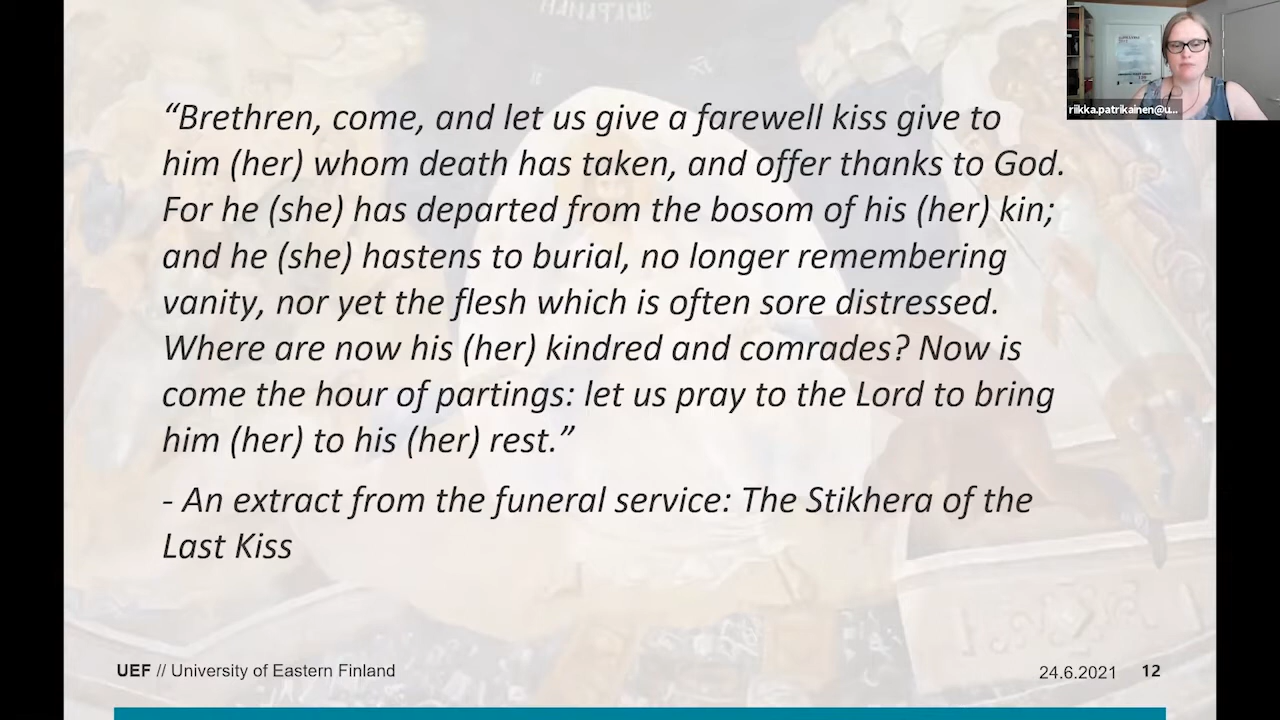 “Brethren, come, and let us give a farewell kiss give to
him (her) whom death has taken, and offer thanks to God.
For he (she) has departed from the bosom of his (her) kin;
and he (she) hastens to burial, no longer remembering
vanity, nor yet the flesh which is often sore distressed.
Where are now his (her) kindred and comrades? Now is
come the hour of partings: let us pray to the Lord to bring
him (her) to his (her) rest.”
- An extract from the funeral service: The Stikhera of the
Last Kiss
riikka.patrikainen@u...
UEF // University of Eastern Finland
24.6.2021 12